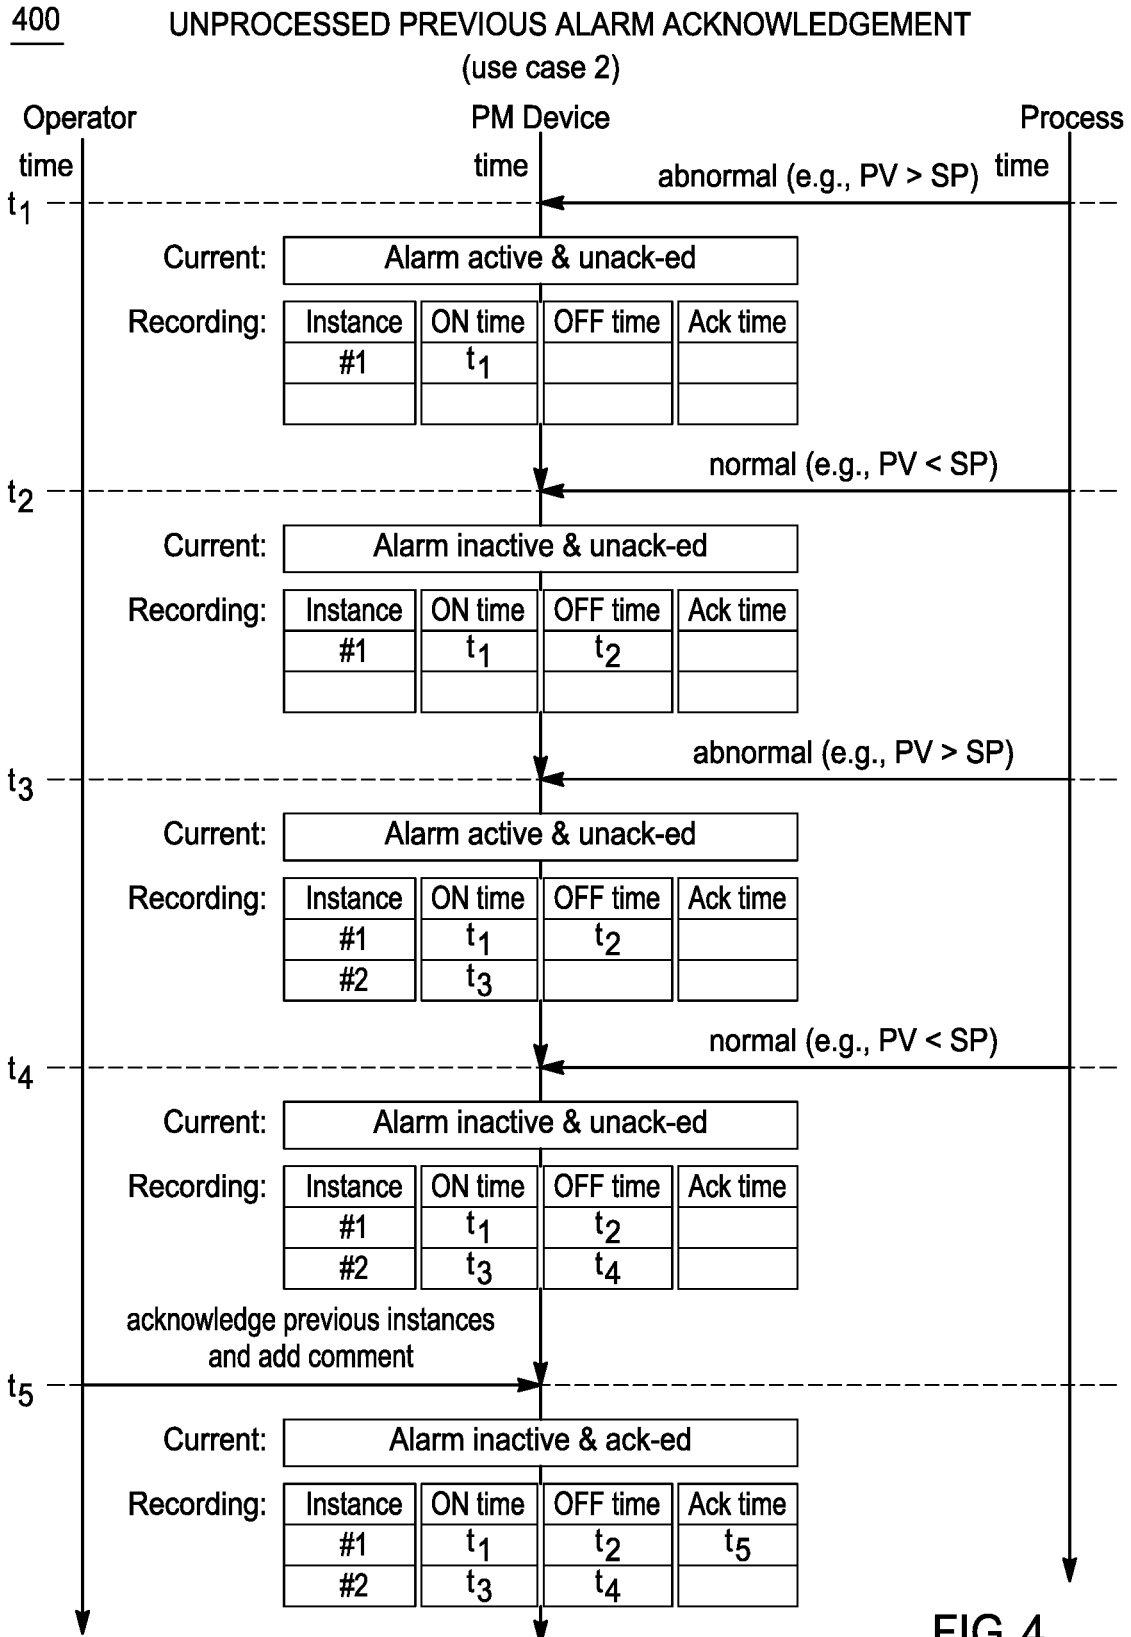 400
UNPROCESSED PREVIOUS ALARM ACKNOWLEDGEMENT
(use case 2)
Operator PM Device Process
time time abnormal (e.g., PV > SP) time
t1
Current: Alarm active & unack-ed
Recording: Instance ON time OFF time Ack time
#1 t1
normal (e.g., PV < SP)
t2
Current: Alarm inactive & unack-ed
Recording: Instance ON time OFF time Ack time
#1 t1 t2
abnormal (e.g., PV > SP)
t3
Current: Alarm active & unack-ed
Recording: Instance ON time OFF time Ack time
#1 t1 t2
#2 t3
normal (e.g., PV < SP)
t4
Current: Alarm inactive & unack-ed
Recording: Instance ON time OFF time Ack time
#1 t1 t2
#2 t3 t4
acknowledge previous instances
and add comment
t5
Current: Alarm inactive & ack-ed
Recording: Instance ON time OFF time Ack time
#1 t1 t2 t5
#2 t3 t4
FIG. 4